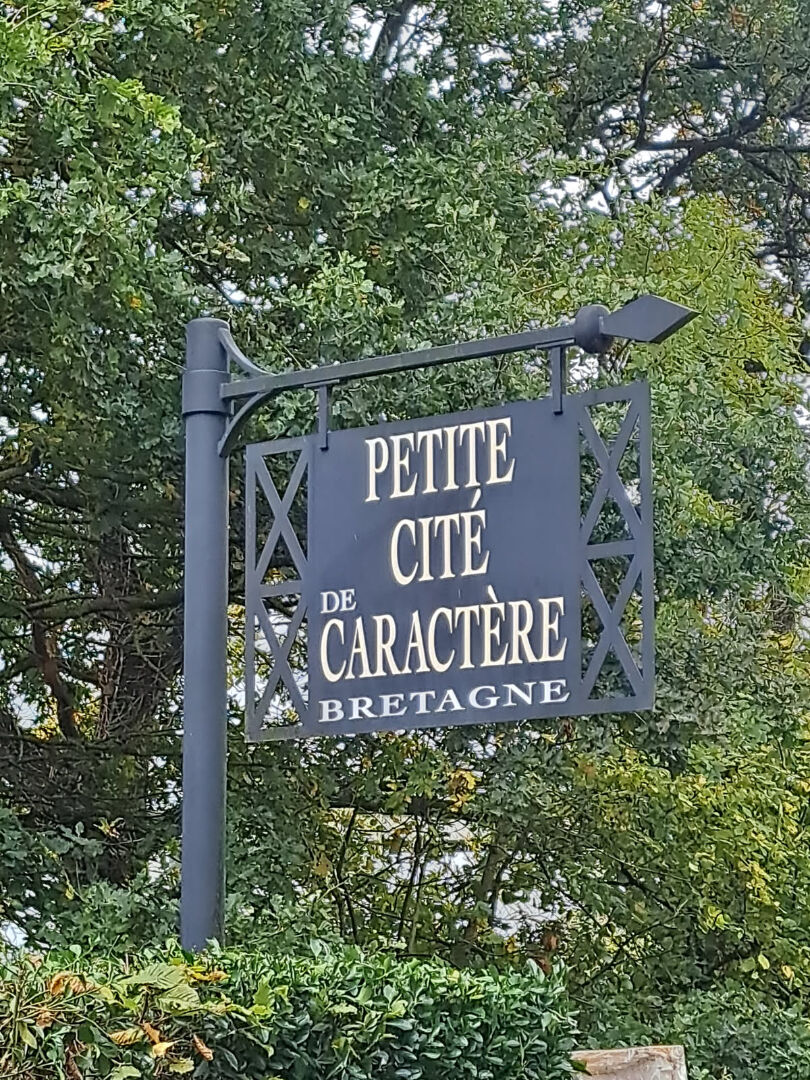 PETITE
CITÉ
DE
CARACTÈRE
BRETAGNE